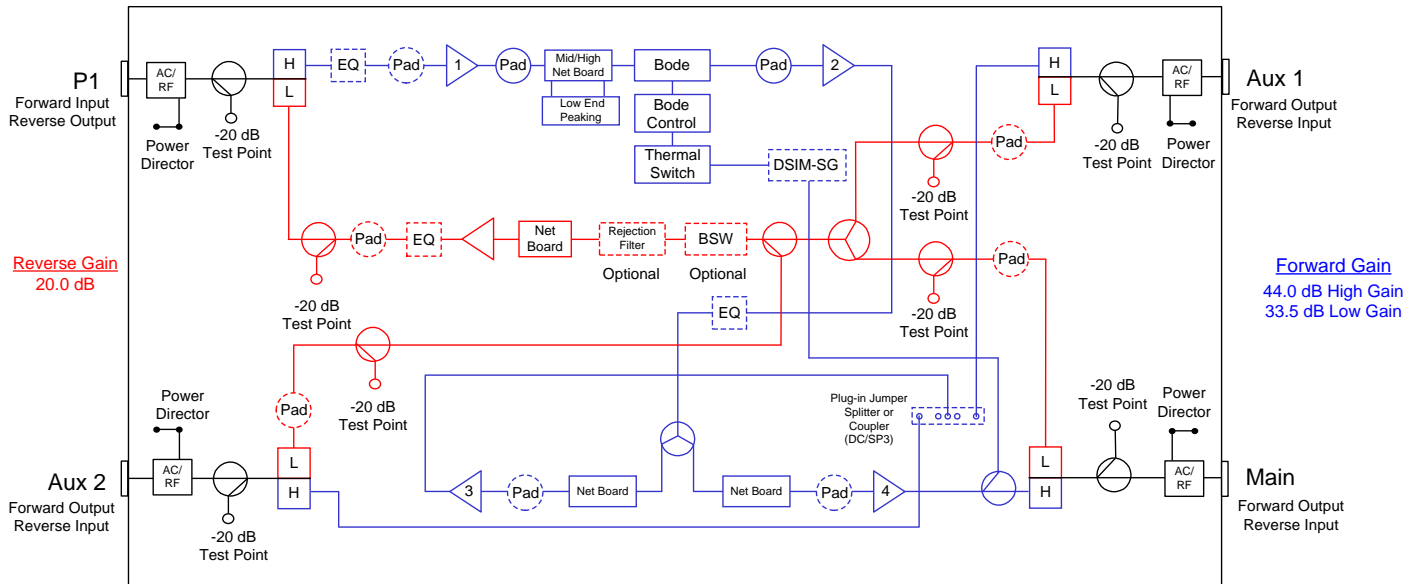 P1
Forward Input
Reverse Output
AC/
RF
Power
Director
-20 dB
Test Point
H
L
EQ
Pad
1
Pad
Mid/High
Net Board
Low End
Peaking
Bode
Bode
Control
Thermal
Switch
Pad
2
DSIM-SG
H
L
-20 dB
Test Point
AC/
RF
Power
Director
Aux 1
Forward Output
Reverse Input
-20 dB
Test Point
Pad
Reverse Gain
20.0 dB
-20 dB
Test Point
Pad
EQ
Net
Board
Rejection
Filter
Optional
BSW
Optional
-20 dB
Test Point
Pad
Forward Gain
44.0 dB High Gain
33.5 dB Low Gain
EQ
-20 dB
Test Point
Pad
Power
Director
Aux 2
Forward Output
Reverse Input
AC/
RF
-20 dB
Test Point
L
H
3
Pad
Net Board
Net Board
Pad
4
Plug-in Jumper
Splitter or
Coupler
(DC/SP3)
L
H
-20 dB
Test Point
Power
Director
AC/
RF
Main
Forward Output
Reverse Input